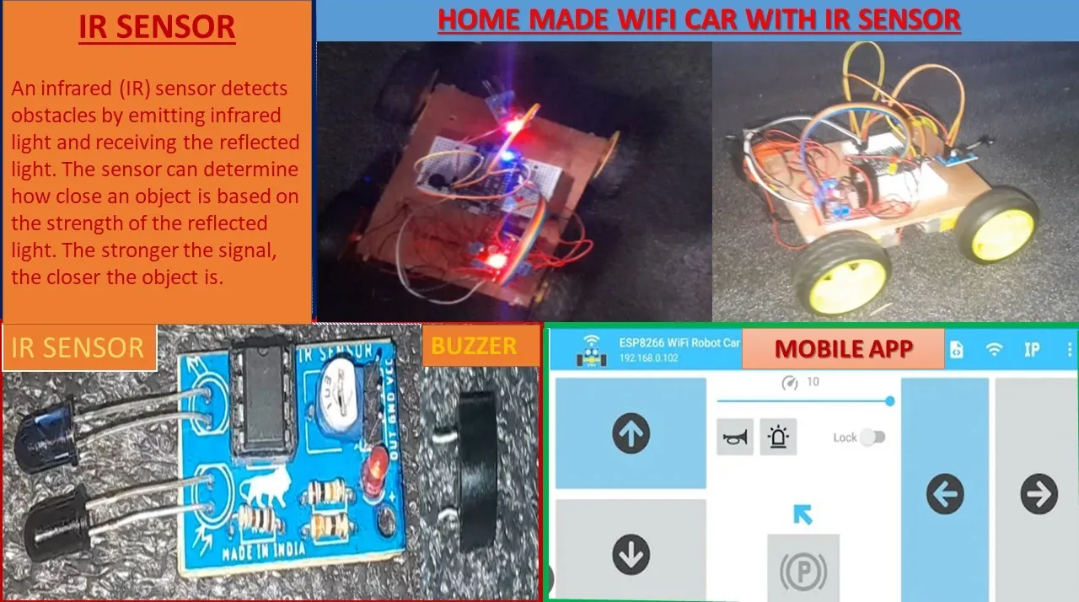 IR SENSOR
An infrared (IR) sensor detects
obstacles by emitting infrared
light and receiving the reflected
light. The sensor can determine
how close an object is based on
the strength of the reflected
light. The stronger the signal,
the closer the object is.
HOME MADE WIFI CAR WITH IR SENSOR
IR SENSOR
IR SENSOR
OUT GND VCC
MADE IN INDIA
BUZZER
ESP8266 WiFi Robot Car
192.168.0.102
MOBILE APP
IP
10
Lock
P